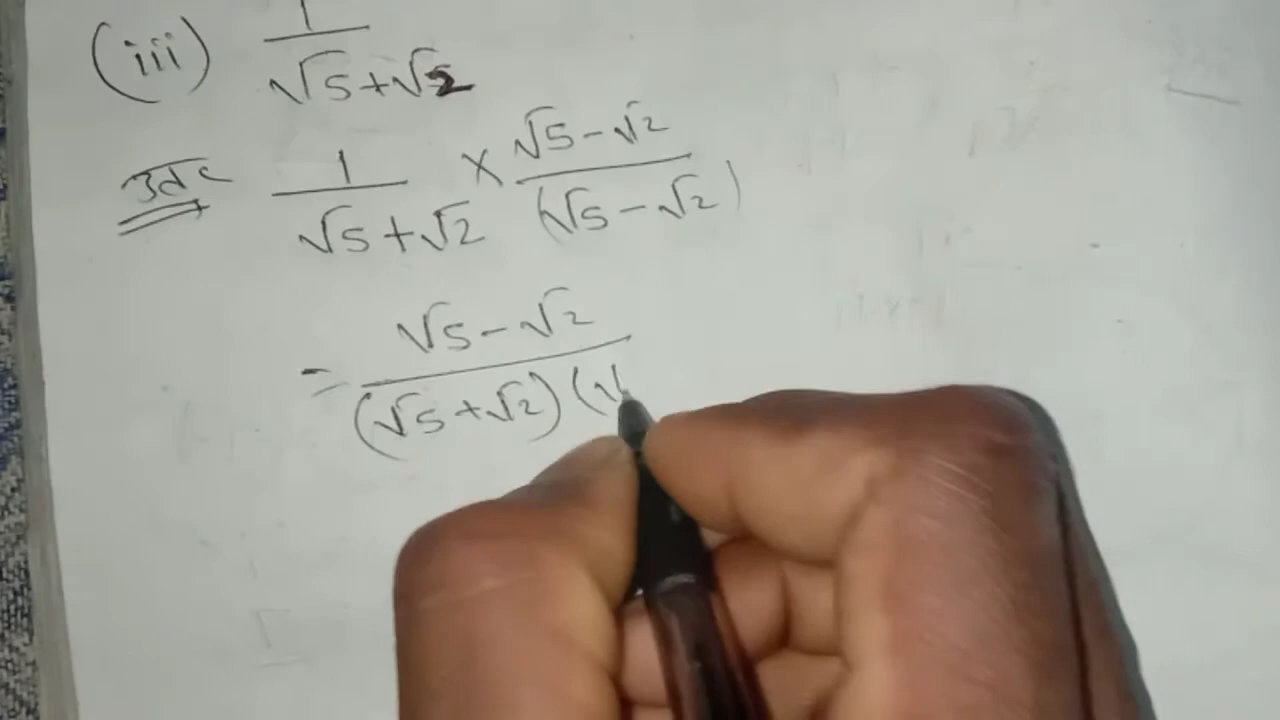 (iii) 1/(√5+√2)
उत्तर 1/(√5+√2) × (√5-√2)/(√5-√2)
= (√5-√2)/(√5+√2)(√